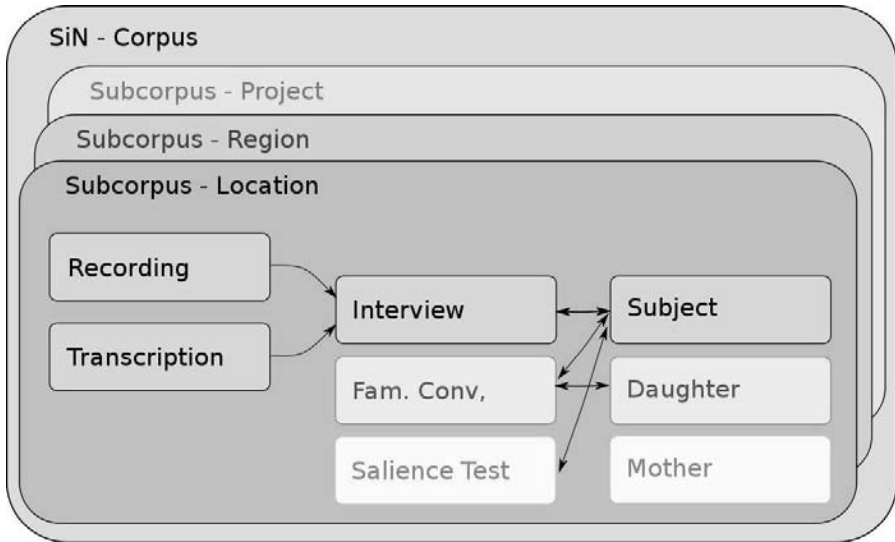 SiN - Corpus
Subcorpus - Project
Subcorpus - Region
Subcorpus - Location
Recording
Transcription
Interview
Fam. Conv,
Salience Test
Subject
Daughter
Mother